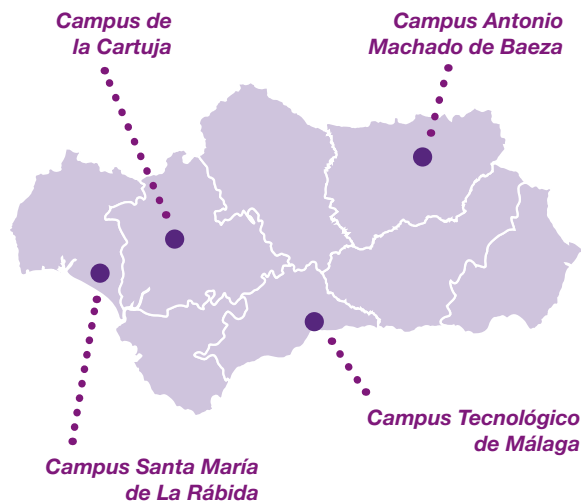 Campus de
la Cartuja
Campus Antonio
Machado de Baeza
Campus Tecnológico
de Málaga
Campus Santa María
de La Rábida